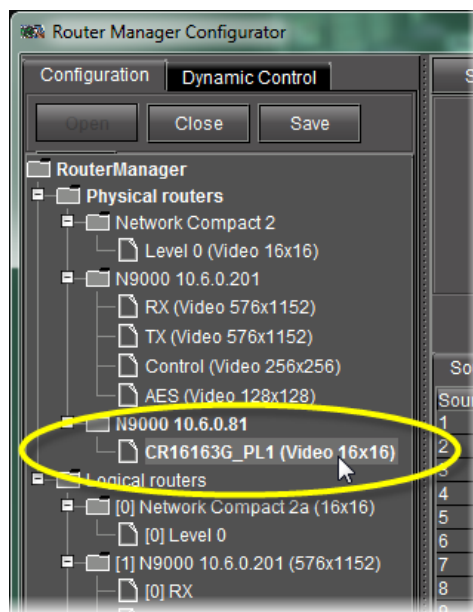 Router Manager Configurator
Configuration
Dynamic Control
S
Open
Close
Save
RouterManager
Physical routers
Network Compact 2
Level 0 (Video 16x16)
N9000 10.6.0.201
RX (Video 576x1152)
TX (Video 576x1152)
Control (Video 256x256)
AES (Video 128x128)
N9000 10.6.0.81
CR16163G_PL1 (Video 16x16)
Logical routers
[0] Network Compact 2a (16x16)
[0] Level 0
[1] N9000 10.6.0.201 (576x1152)
[0] RX
So
Sour
1
2
3
4
5
6
7
8